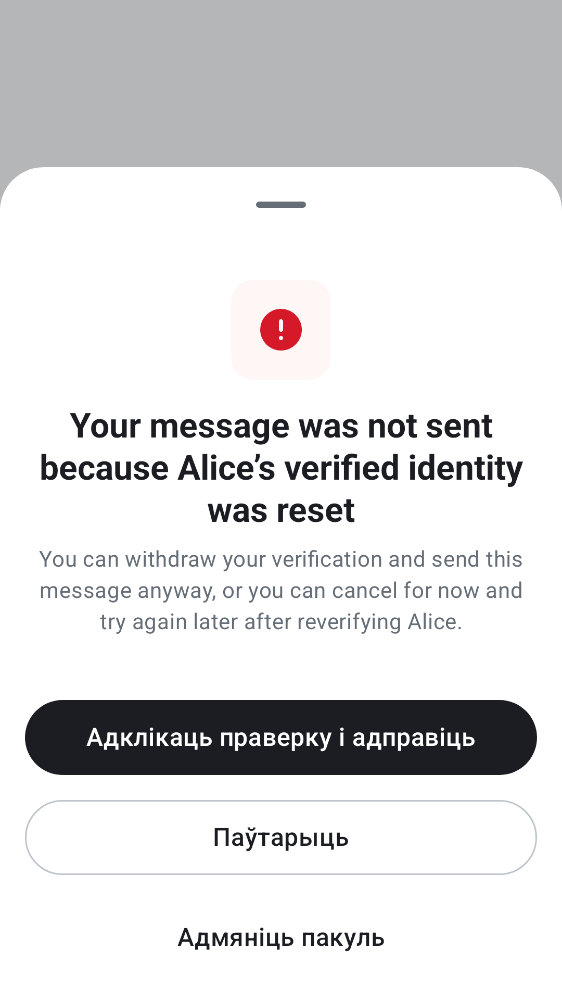 Your message was not sent
because Alice’s verified identity
was reset
You can withdraw your verification and send this
message anyway, or you can cancel for now and
try again later after reverifying Alice.
Адклікаць праверку і адправіць
Паўтарыць
Адмяніць пакуль